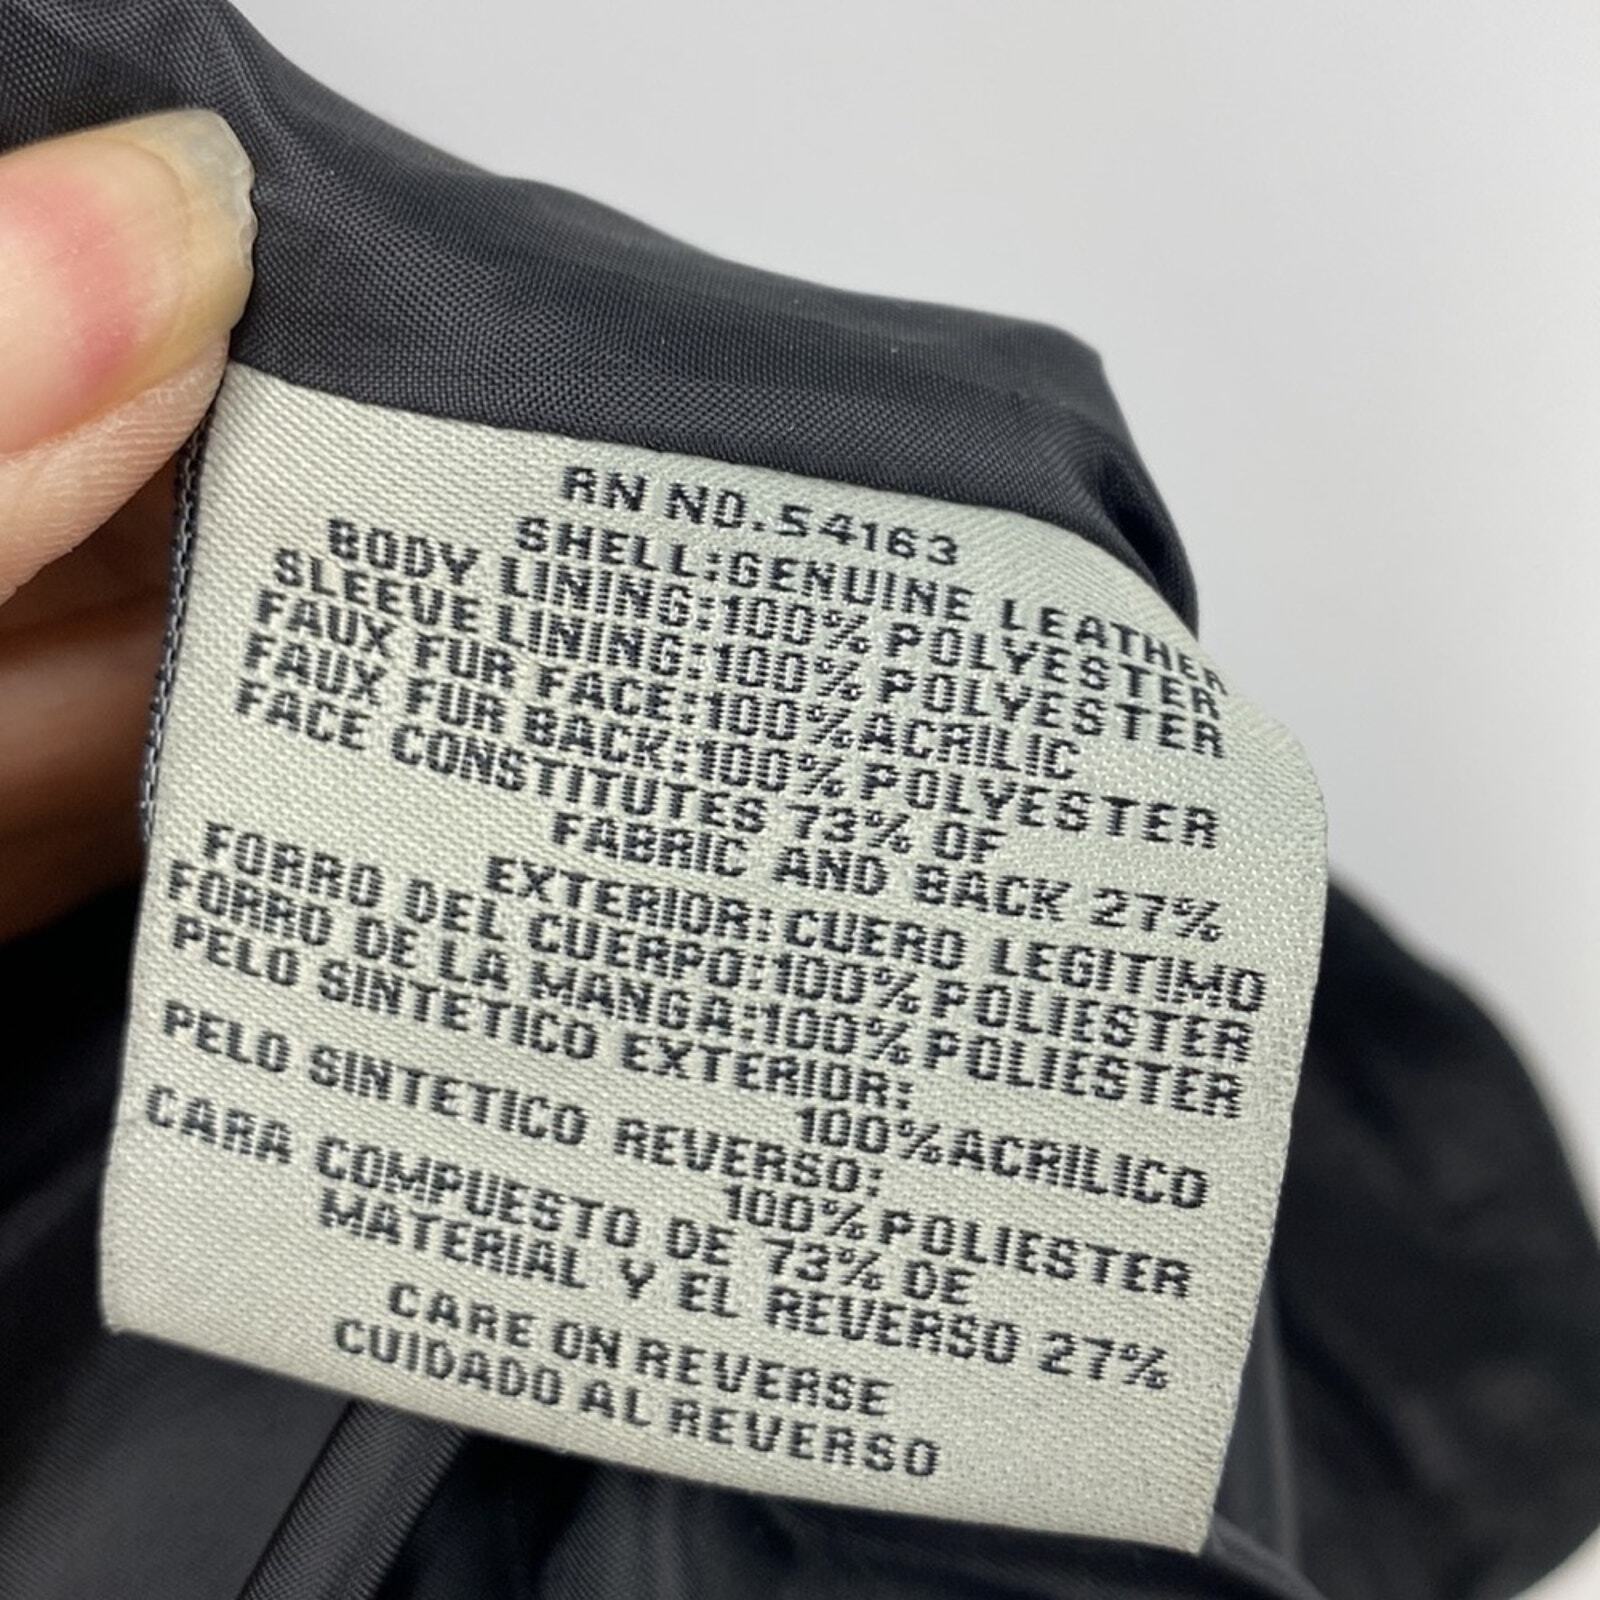 RN NO.54163
SHELL:GENUINE LEATHER
BODY LINING:100% POLYESTER
SLEEVE LINING:100% POLYESTER
FAUX FUR FACE:100%ACRILIC
FAUX FUR BACK:100% POLYESTER
FACE CONSTITUTES 73% OF
FABRIC AND BACK 27%
EXTERIOR:CUERO LEGITIMO
FORRO DEL CUERPO:100% POLIESTER
FORRO DE LA MANGA:100% POLIESTER
PELO SINTETICO EXTERIOR:
100%ACRILICO
PELO SINTETICO REVERSO:
100% POLIESTER
CARA COMPUESTO DE 73% DE
MATERIAL Y EL REVERSO 27%
CARE ON REVERSE
CUIDADO AL REVERSO